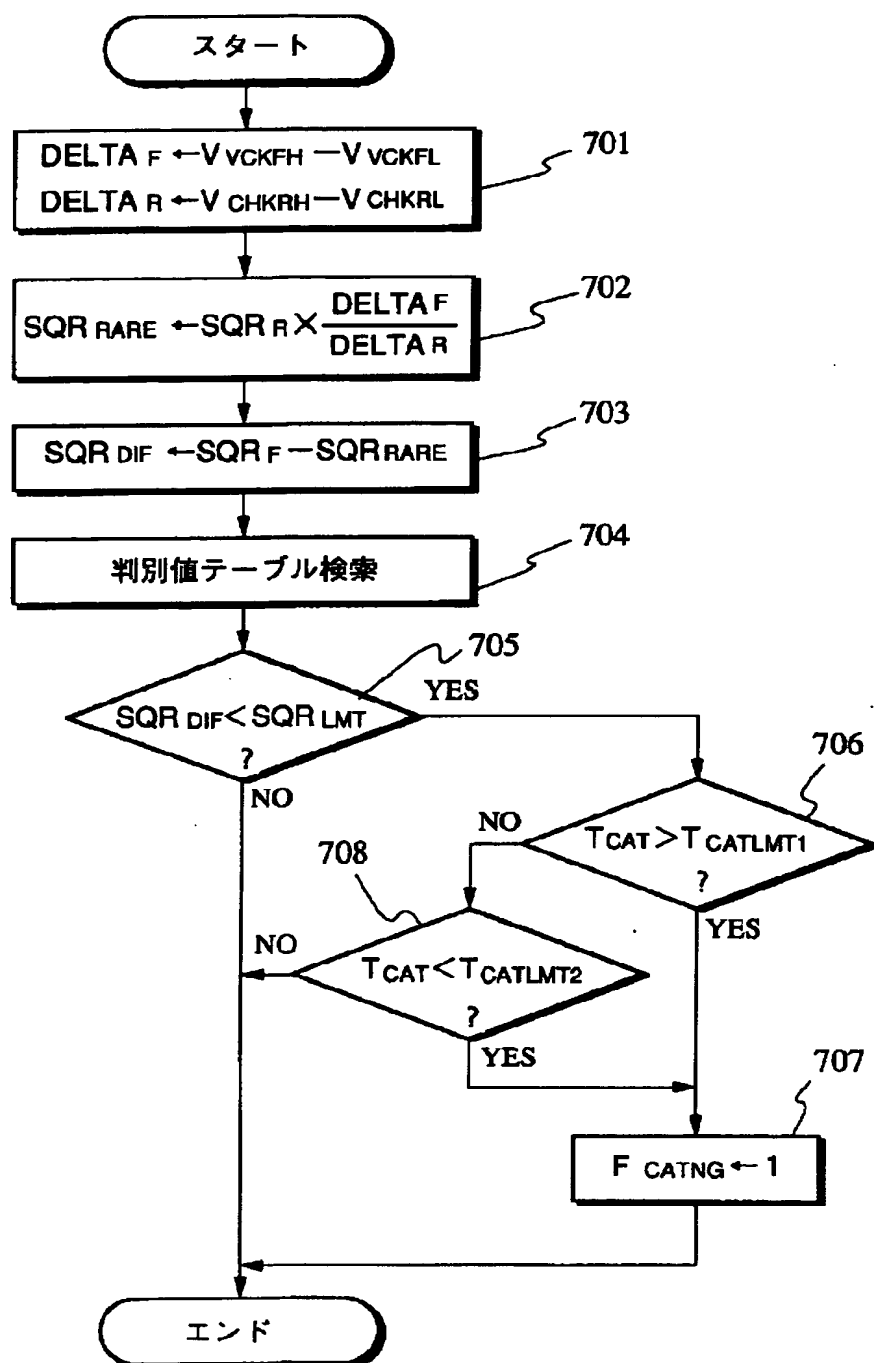 スタート
DELTA F ←V VCKFH －V VCKFL
DELTA R ←V CHKRH－V CHKRL
701
SQR RARE ←SQR R × DELTA F / DELTA R
702
SQR DIF ←SQR F －SQR RARE
703
判別値テーブル検索
704
705
SQR DIF＜SQR LMT
?
YES
NO
706
T CAT＞T CATLMT1
?
NO
YES
708
T CAT＜T CATLMT2
?
NO
YES
707
F CATNG ←1
エンド